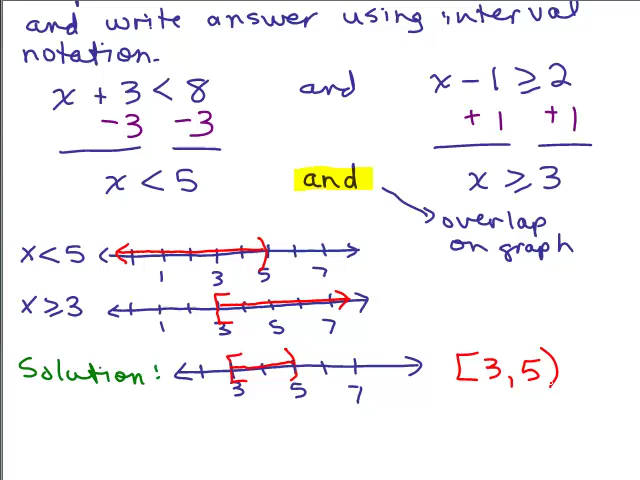 and write answer using interval
notation.
x + 3 < 8 and x - 1 ≥ 2
-3 -3 +1 +1
x < 5 and x ≥ 3
overlap
on graph
x < 5
1 3 5 7
x ≥ 3
1 3 5 7
Solution: [3, 5)
3 5 7